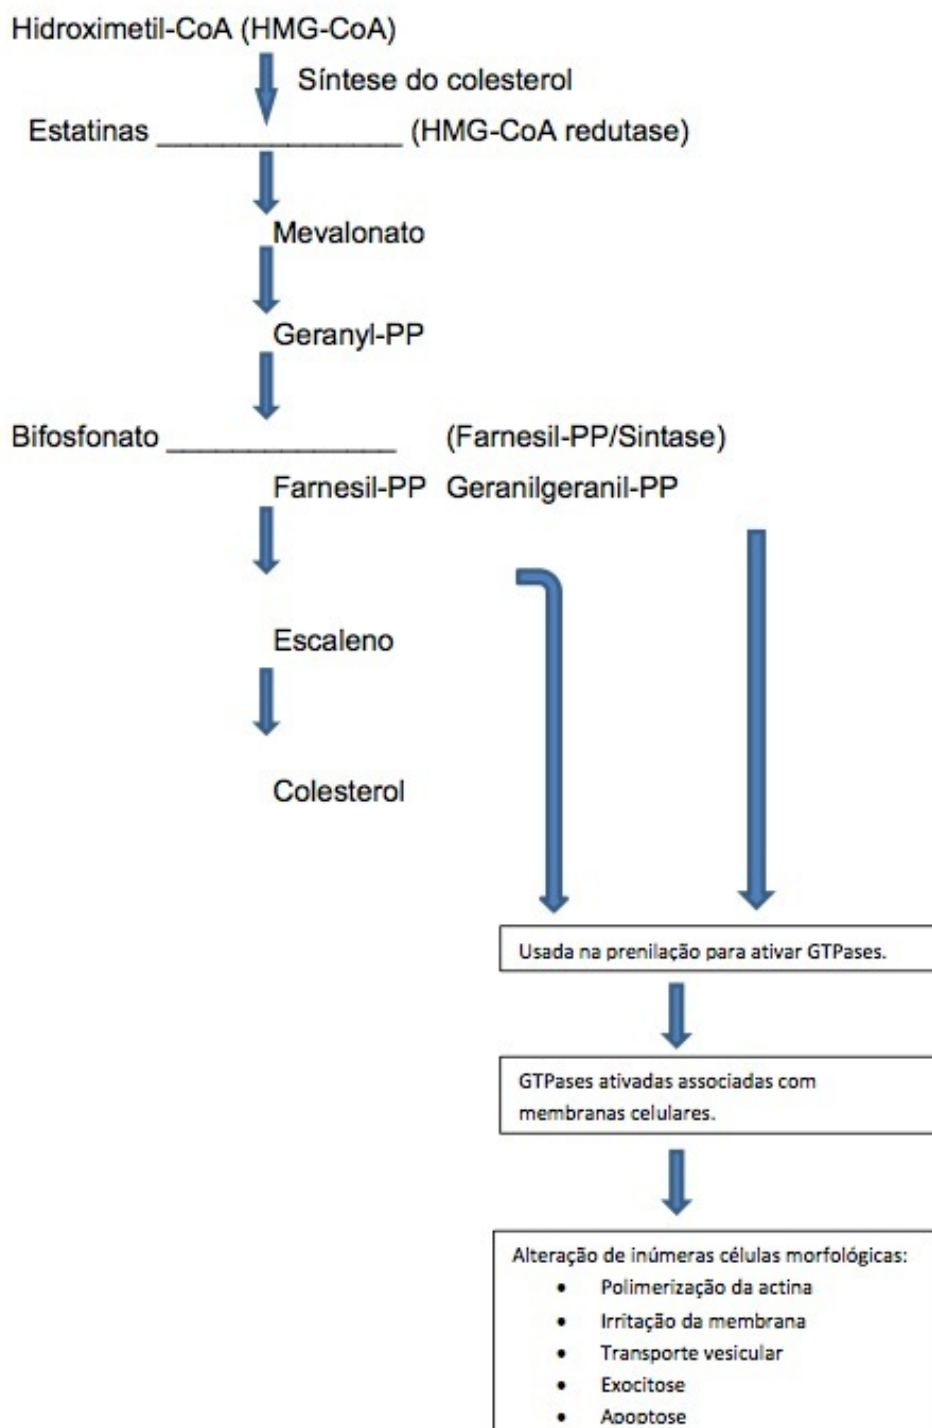 Hidroximetil-CoA (HMG-CoA)
Síntese do colesterol
Estatinas _______________ (HMG-CoA redutase)
Mevalonato
Geranyl-PP
Bifosfonato ______________ (Farnesil-PP/Sintase)
Farnesil-PP Geranilgeranil-PP
Escaleno
Colesterol
Usada na prenilação para ativar GTPases.
GTPases ativadas associadas com
membranas celulares.
Alteração de inúmeras células morfológicas:
• Polimerização da actina
• Irritação da membrana
• Transporte vesicular
• Exocitose
• Apoptose